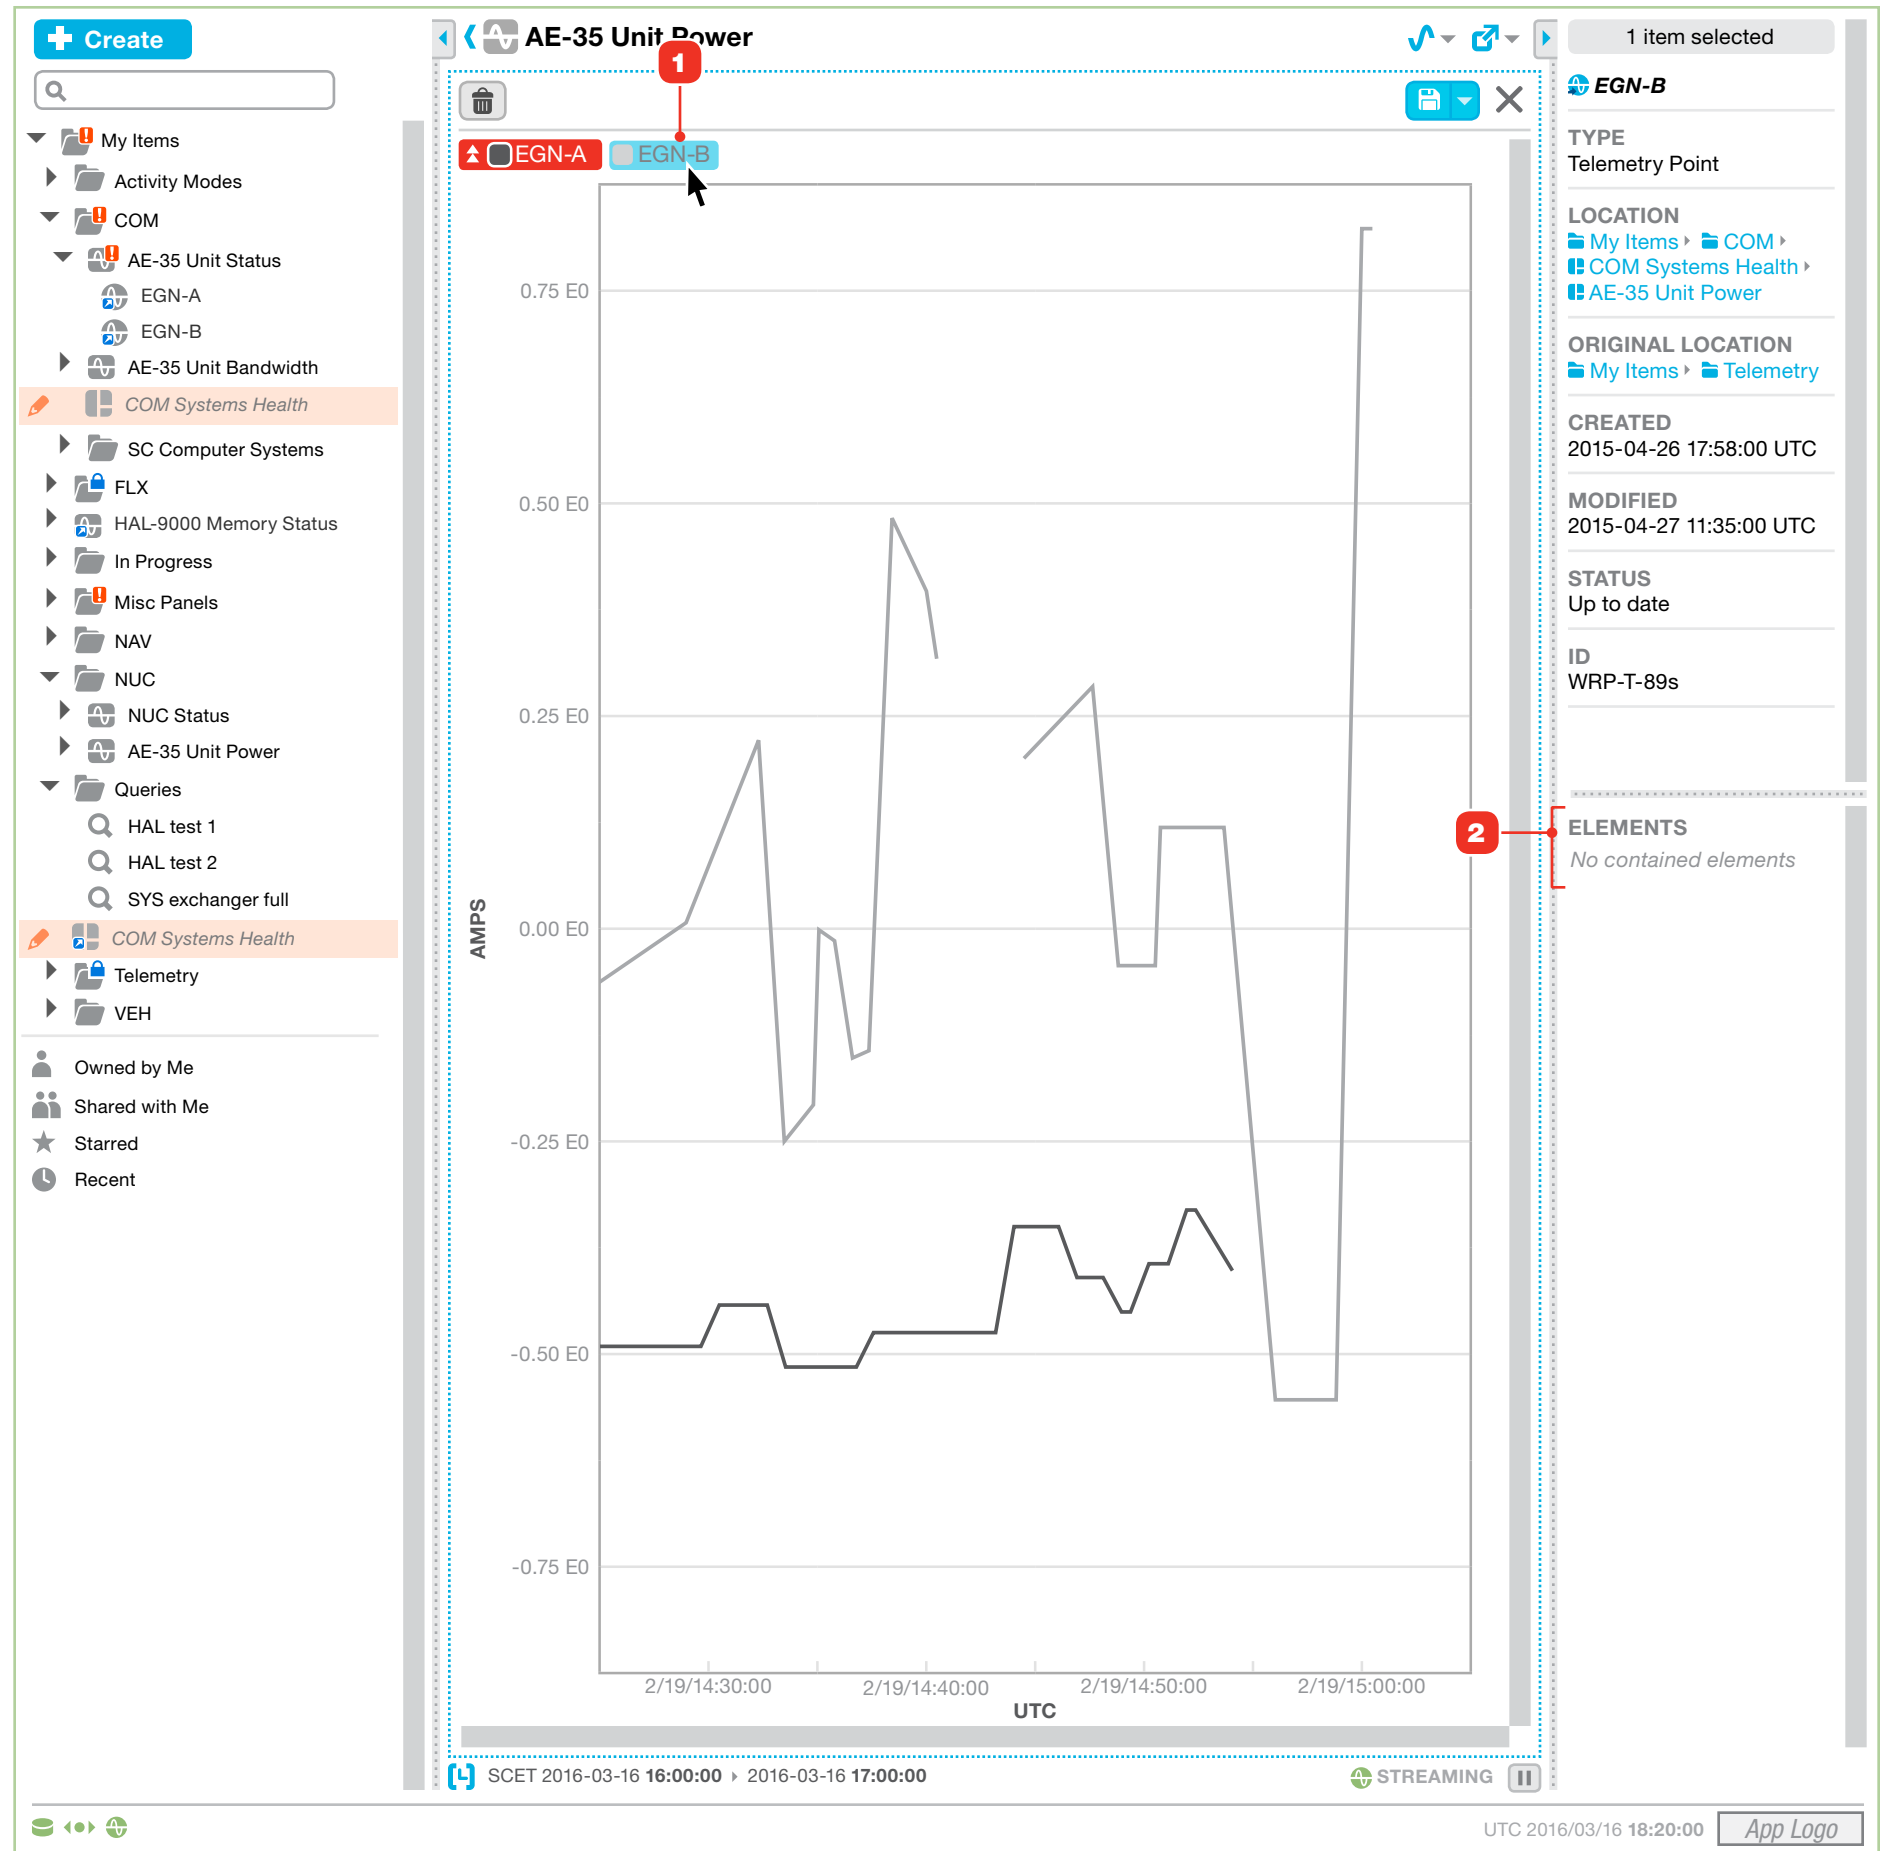 Create
My Items
Activity Modes
COM
AE-35 Unit Status
EGN-A
EGN-B
AE-35 Unit Bandwidth
COM Systems Health
SC Computer Systems
FLX
HAL-9000 Memory Status
In Progress
Misc Panels
NAV
NUC
NUC Status
AE-35 Unit Power
Queries
HAL test 1
HAL test 2
SYS exchanger full
COM Systems Health
Telemetry
VEH
Owned by Me
Shared with Me
Starred
Recent
AE-35 Unit Power
1
EGN-A EGN-B
0.75 E0
0.50 E0
0.25 E0
0.00 E0
-0.25 E0
-0.50 E0
-0.75 E0
AMPS
2/19/14:30:00 2/19/14:40:00 2/19/14:50:00 2/19/15:00:00
UTC
SCET 2016-03-16 16:00:00 2016-03-16 17:00:00
STREAMING
1 item selected
EGN-B
TYPE
Telemetry Point
LOCATION
My Items COM
COM Systems Health
AE-35 Unit Power
ORIGINAL LOCATION
My Items Telemetry
CREATED
2015-04-26 17:58:00 UTC
MODIFIED
2015-04-27 11:35:00 UTC
STATUS
Up to date
ID
WRP-T-89s
2
ELEMENTS
No contained elements
UTC 2016/03/16 18:20:00
App Logo